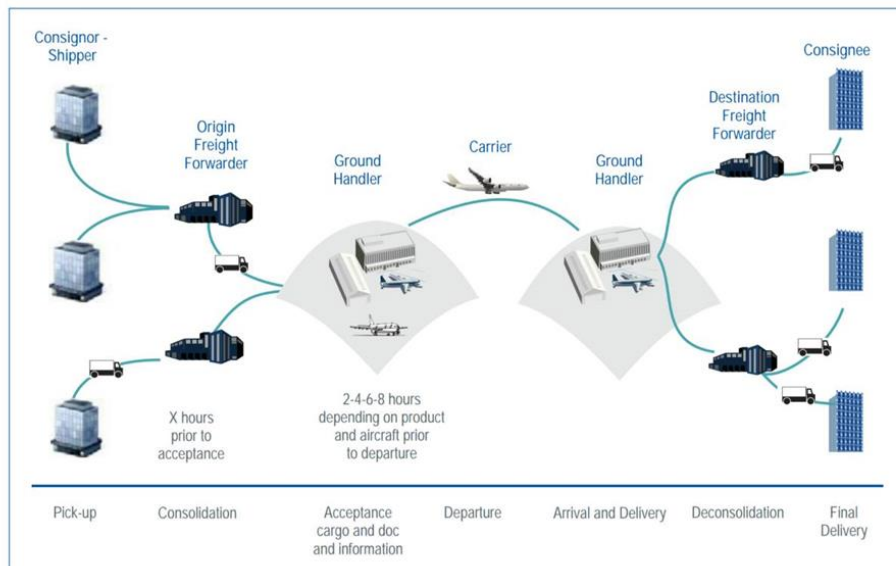 Consignor -
Shipper
Origin
Freight
Forwarder
Ground
Handler
Carrier
Ground
Handler
Destination
Freight
Forwarder
Consignee
X hours
prior to
acceptance
2-4-6-8 hours
depending on product
and aircraft prior
to departure
Pick-up
Consolidation
Acceptance
cargo and doc
and information
Departure
Arrival and Delivery
Deconsolidation
Final
Delivery